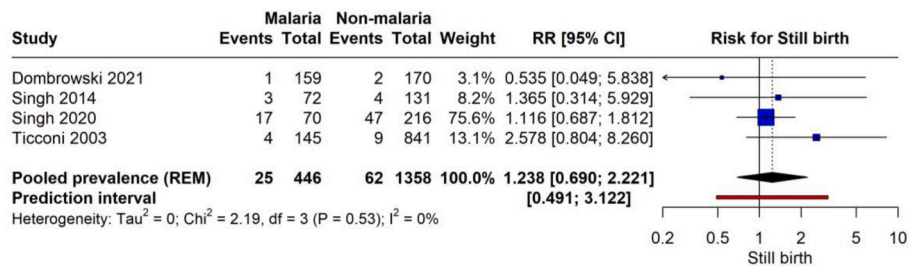 Malaria Non-malaria
Study Events Total Events Total Weight RR [95% CI] Risk for Still birth
Dombrowski 2021 1 159 2 170 3.1% 0.535 [0.049; 5.838]
Singh 2014 3 72 4 131 8.2% 1.365 [0.314; 5.929]
Singh 2020 17 70 47 216 75.6% 1.116 [0.687; 1.812]
Ticconi 2003 4 145 9 841 13.1% 2.578 [0.804; 8.260]
Pooled prevalence (REM) 25 446 62 1358 100.0% 1.238 [0.690; 2.221]
Prediction interval [0.491; 3.122]
Heterogeneity: Tau² = 0; Chi² = 2.19, df = 3 (P = 0.53); I² = 0%
0.2 0.5 1 2 5 10
Still birth